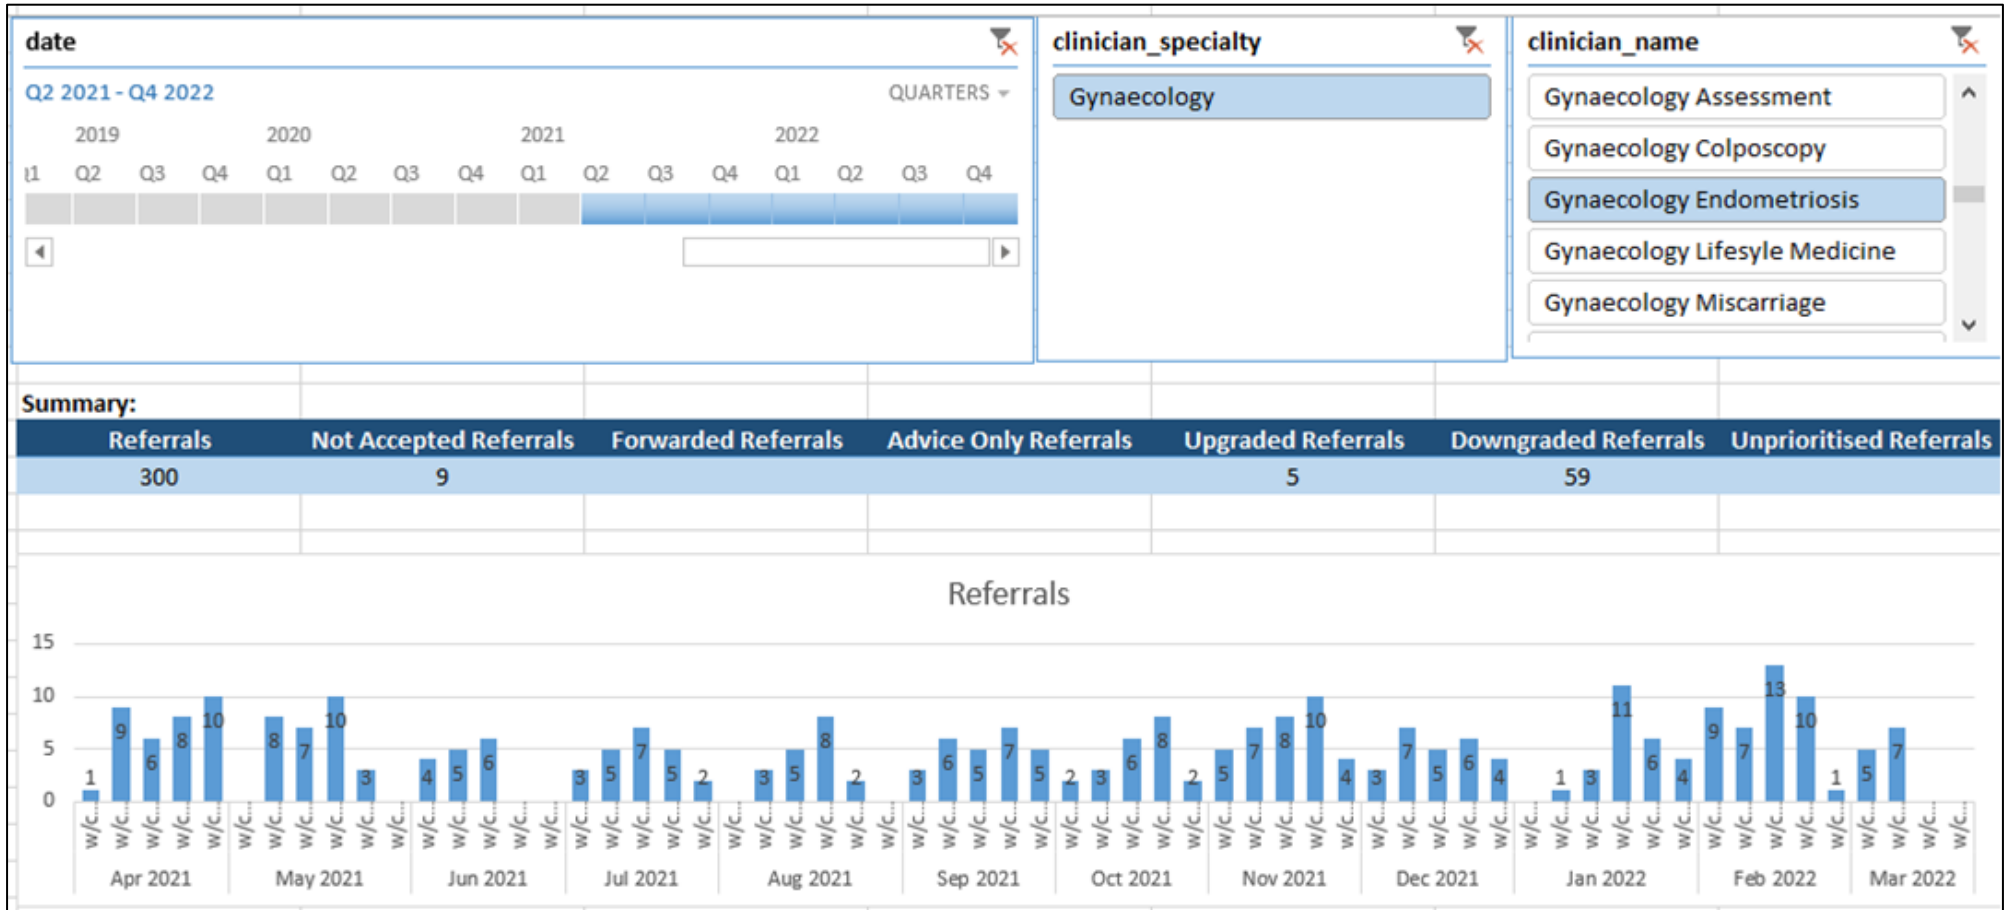 date
Q2 2021 - Q4 2022
QUARTERS
2019 2020 2021 2022
Q2 Q3 Q4 Q1 Q2 Q3 Q4 Q1 Q2 Q3 Q4 Q1 Q2 Q3 Q4
clinician_specialty
Gynaecology
clinician_name
Gynaecology Assessment
Gynaecology Colposcopy
Gynaecology Endometriosis
Gynaecology Lifesyle Medicine
Gynaecology Miscarriage
Summary:
Referrals Not Accepted Referrals Forwarded Referrals Advice Only Referrals Upgraded Referrals Downgraded Referrals Unprioritised Referrals
300 9 5 59
Referrals
15
10
5
0
1 9 6 8 10 8 7 10 3 4 5 6 3 5 7 5 2 3 5 8 2 3 6 5 7 5 2 3 6 8 2 5 7 8 10 4 3 7 5 6 4 1 3 11 6 4 9 7 13 10 1 5 7
w/c... w/c... w/c... w/c... w/c... w/c... w/c... w/c... w/c... w/c... w/c... w/c... w/c... w/c... w/c... w/c... w/c... w/c... w/c... w/c... w/c... w/c... w/c... w/c... w/c... w/c... w/c... w/c... w/c... w/c... w/c... w/c... w/c... w/c... w/c... w/c... w/c... w/c... w/c... w/c... w/c... w/c... w/c... w/c... w/c... w/c... w/c... w/c... w/c... w/c... w/c... w/c... w/c... w/c... w/c... w/c... w/c... w/c... w/c... w/c... w/c... w/c...
Apr 2021 May 2021 Jun 2021 Jul 2021 Aug 2021 Sep 2021 Oct 2021 Nov 2021 Dec 2021 Jan 2022 Feb 2022 Mar 2022